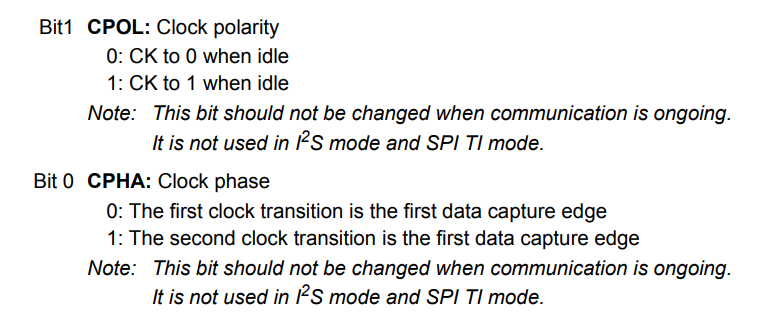 Bit1 CPOL: Clock polarity
0: CK to 0 when idle
1: CK to 1 when idle
Note: This bit should not be changed when communication is ongoing.
It is not used in I2S mode and SPI TI mode.
Bit 0 CPHA: Clock phase
0: The first clock transition is the first data capture edge
1: The second clock transition is the first data capture edge
Note: This bit should not be changed when communication is ongoing.
It is not used in I2S mode and SPI TI mode.